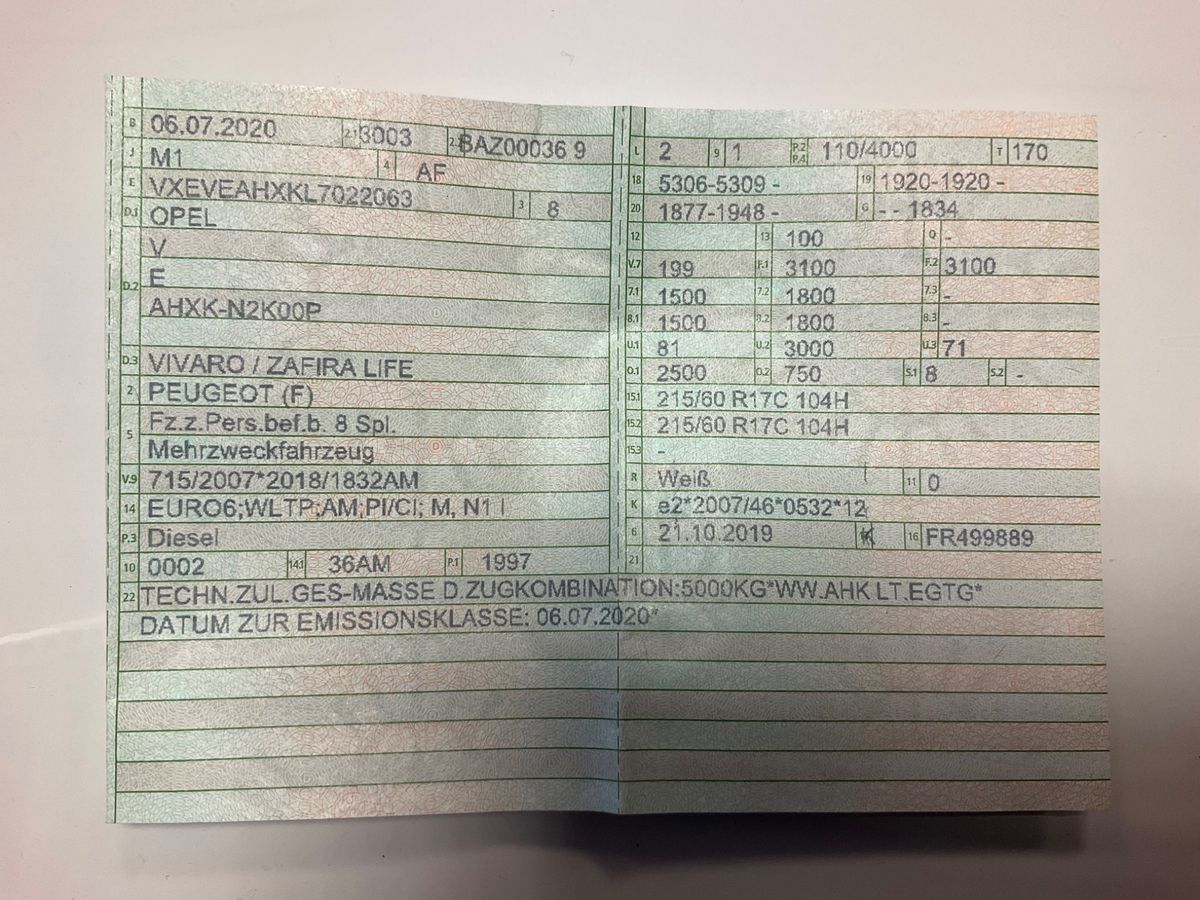 B 06.07.2020 2.1 3003 2.2 BAZ00036 9
J M1 4 AF
E VXEVEAHXKL7022063 3 8
D.1 OPEL
D.2 V
E
AHXK-N2K00P
D.3 VIVARO / ZAFIRA LIFE
2 PEUGEOT (F)
5 Fz.z.Pers.bef.b. 8 Spl.
Mehrzweckfahrzeug
V.9 715/2007*2018/1832AM
14 EURO6;WLTP;AM;PI/CI; M, N1 I
P.3 Diesel
10 0002 14.1 36AM P.1 1997
L 2 9 1 P.2 P.4 110/4000 T 170
18 5306-5309 - 19 1920-1920 -
20 1877-1948 - G - - 1834
12 13 100 Q -
V.7 199 F.1 3100 F.2 3100
7.1 1500 7.2 1800 7.3 -
8.1 1500 8.2 1800 8.3 -
U.1 81 U.2 3000 U.3 71
O.1 2500 O.2 750 S.1 8 S.2 -
15.1 215/60 R17C 104H
15.2 215/60 R17C 104H
15.3 -
R Weiß 11 0
K e2*2007/46*0532*12
6 21.10.2019 16 FR499889
21
22 TECHN.ZUL.GES-MASSE D.ZUGKOMBINATION:5000KG*WW.AHK LT.EGTG*
DATUM ZUR EMISSIONSKLASSE: 06.07.2020*